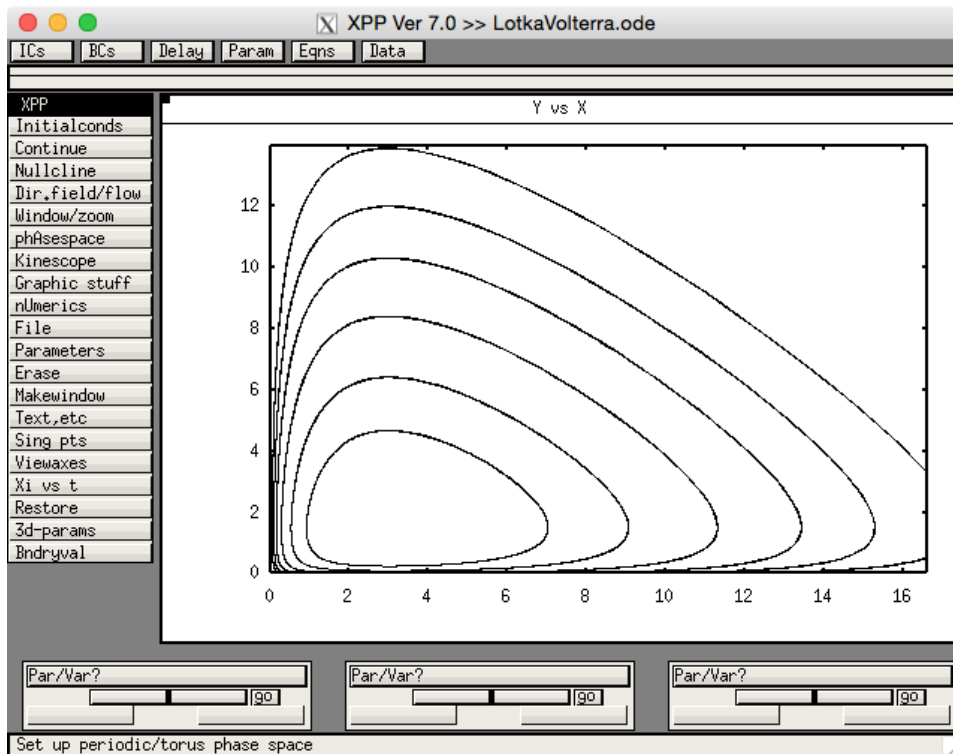 XPP Ver 7.0 >> LotkaVolterra.ode
ICs BCs Delay Param Eqns Data
XPP
Initialconds
Continue
Nullcline
Dir.field/flow
Window/zoom
phAsespace
Kinescope
Graphic stuff
nUmerics
File
Parameters
Erase
Makewindow
Text,etc
Sing pts
Viewaxes
Xi vs t
Restore
3d-params
Bndryval
Y vs X
12
10
8
6
4
2
0
0 2 4 6 8 10 12 14 16
Par/Var? Par/Var? Par/Var?
go go go
Set up periodic/torus phase space